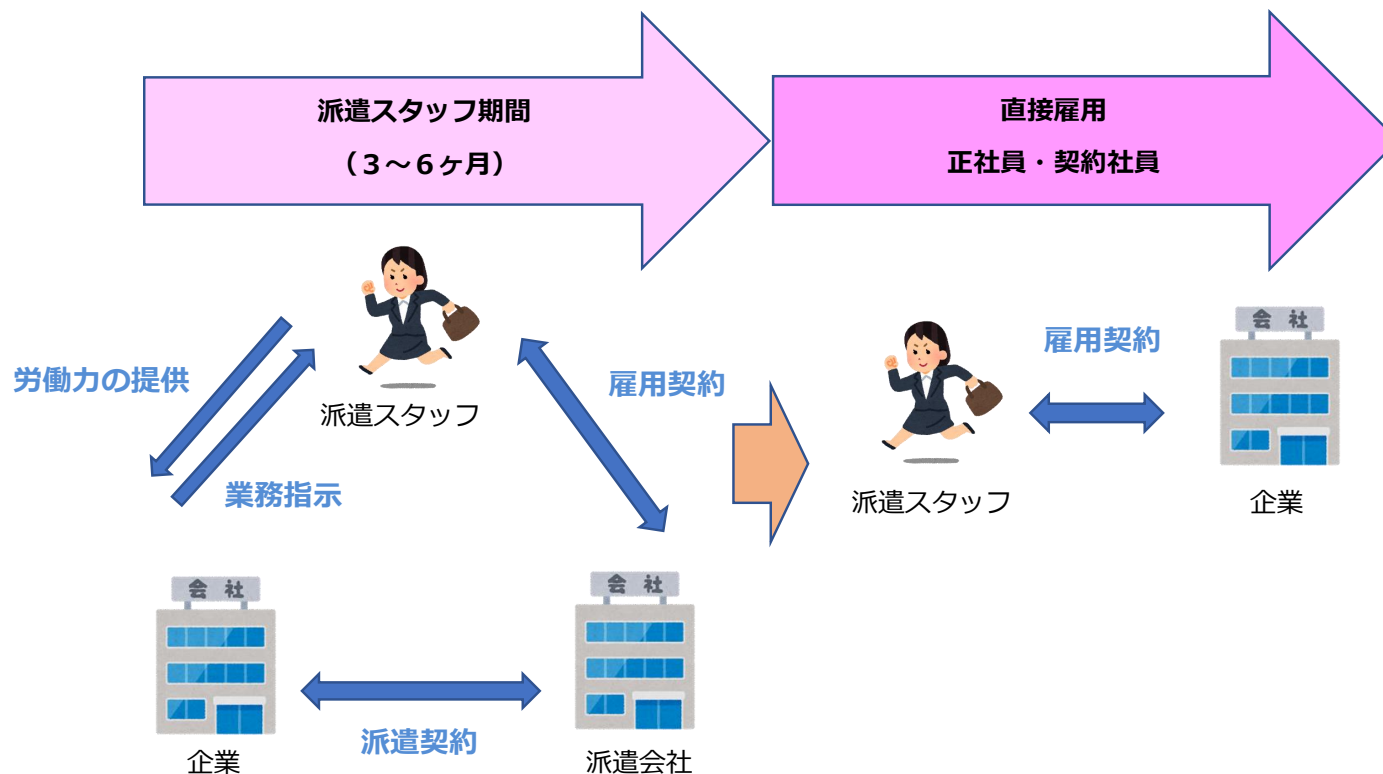 派遣スタッフ期間
（３～６ヶ月）
直接雇用
正社員・契約社員
労働力の提供
業務指示
派遣スタッフ
雇用契約
会社
企業
派遣契約
会社
派遣会社
派遣スタッフ
雇用契約
会社
企業